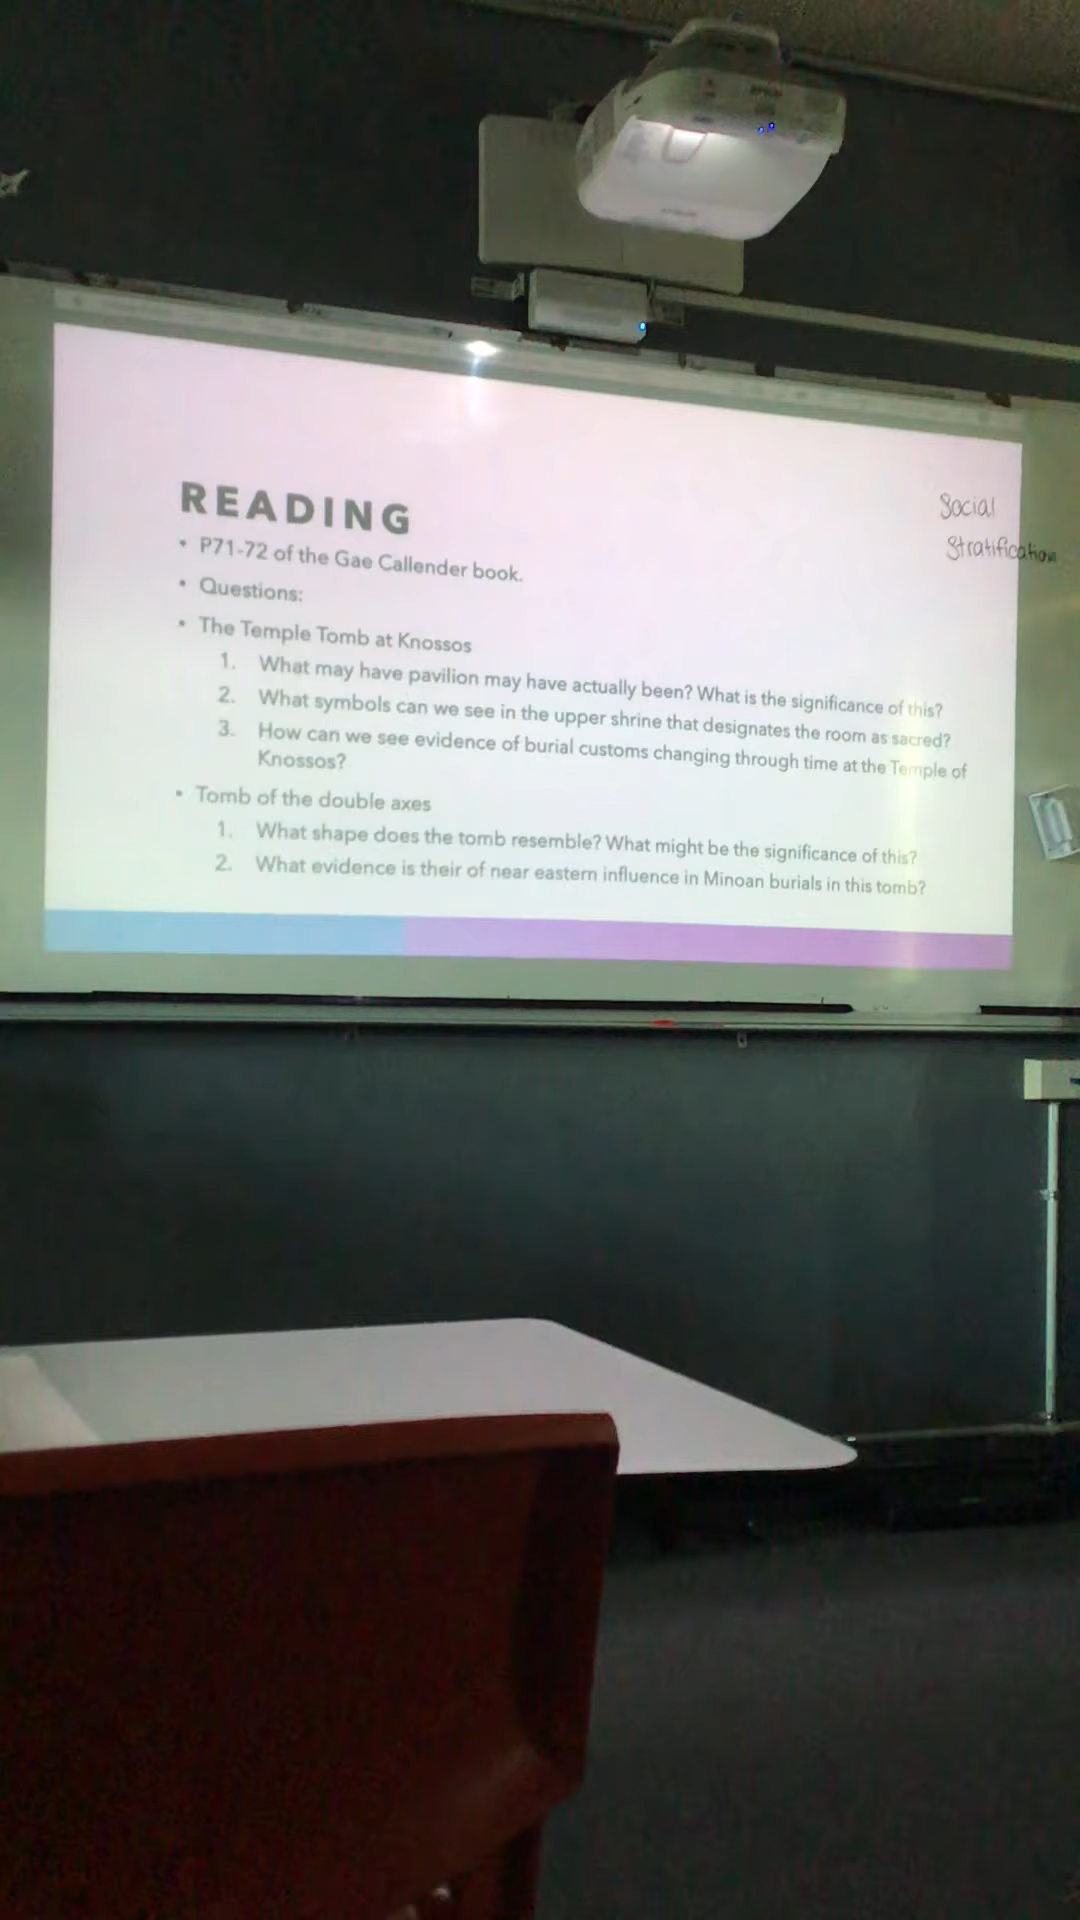 READING
• P71-72 of the Gae Callender book.
• Questions:
• The Temple Tomb at Knossos
1. What may have pavilion may have actually been? What is the significance of this?
2. What symbols can we see in the upper shrine that designates the room as sacred?
3. How can we see evidence of burial customs changing through time at the Temple of
Knossos?
• Tomb of the double axes
1. What shape does the tomb resemble? What might be the significance of this?
2. What evidence is their of near eastern influence in Minoan burials in this tomb?
Social
Stratification
EPSON